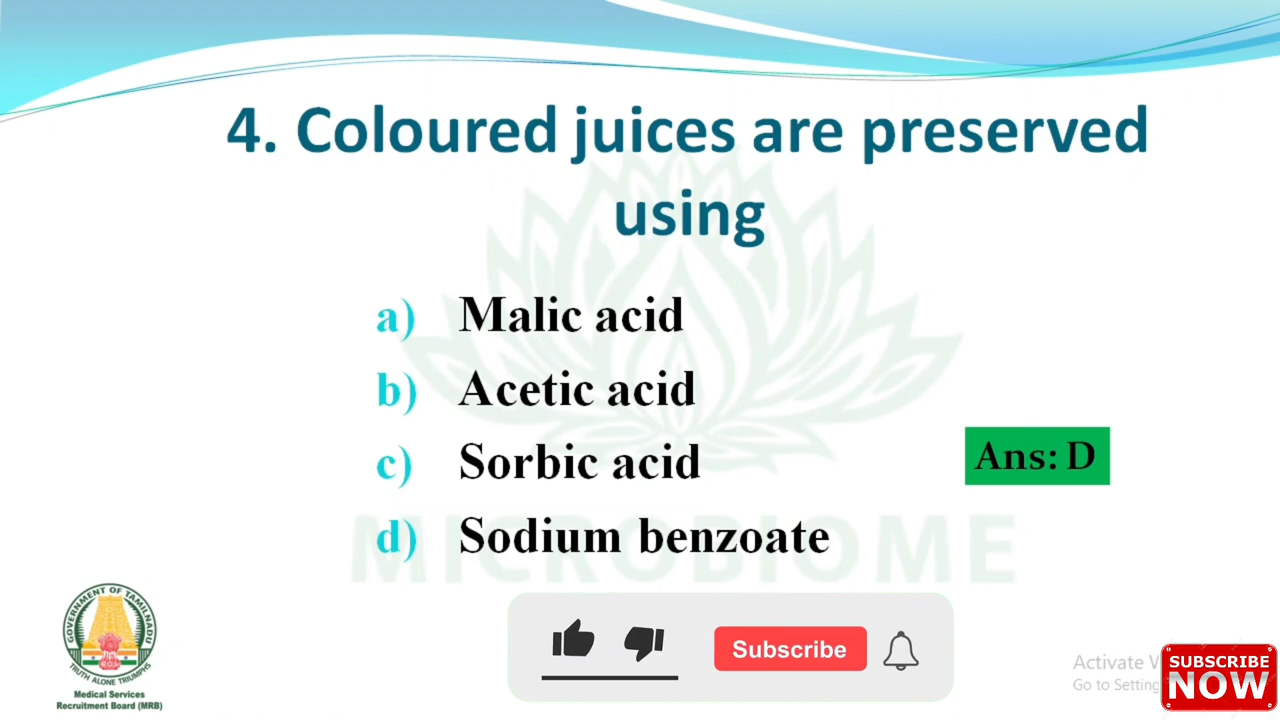 4. Coloured juices are preserved
using
a) Malic acid
b) Acetic acid
c) Sorbic acid
Ans: D
d) Sodium benzoate
MICROBIOME
GOVERNMENT OF TAMILNADU
TRUTH ALONE TRIUMPHS
Medical Services
Recruitment Board (MRB)
Subscribe
Activate
Go to Setting
SUBSCRIBE
NOW